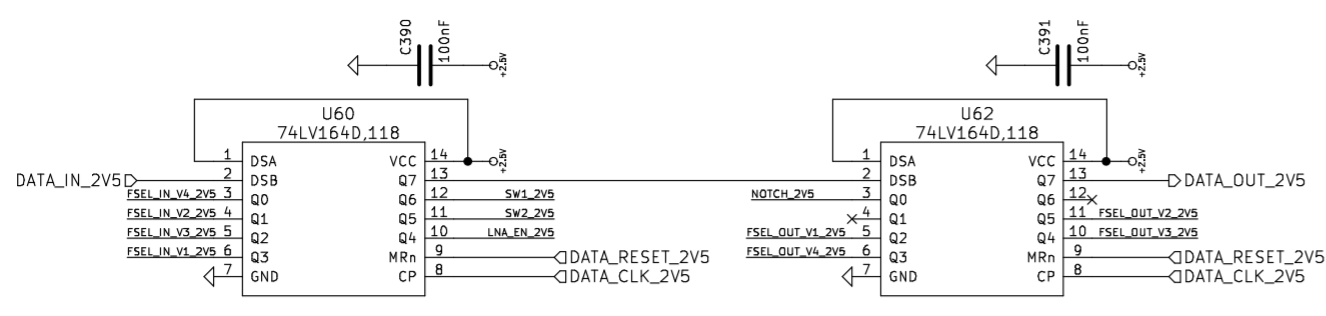 C390
100nF
+2.5V
C391
100nF
+2.5V
U60
74LV164D,118
1 DSA VCC 14 +2.5V
DATA_IN_2V5 2 DSB Q7 13
FSEL_IN_V4_2V5 3 Q0 Q6 12 SW1_2V5
FSEL_IN_V2_2V5 4 Q1 Q5 11 SW2_2V5
FSEL_IN_V3_2V5 5 Q2 Q4 10 LNA_EN_2V5
FSEL_IN_V1_2V5 6 Q3 MRn 9 DATA_RESET_2V5
7 GND CP 8 DATA_CLK_2V5
U62
74LV164D,118
1 DSA VCC 14 +2.5V
2 DSB Q7 13 DATA_OUT_2V5
NOTCH_2V5 3 Q0 Q6 12
4 Q1 Q5 11 FSEL_OUT_V2_2V5
FSEL_OUT_V1_2V5 5 Q2 Q4 10 FSEL_OUT_V3_2V5
FSEL_OUT_V4_2V5 6 Q3 MRn 9 DATA_RESET_2V5
7 GND CP 8 DATA_CLK_2V5